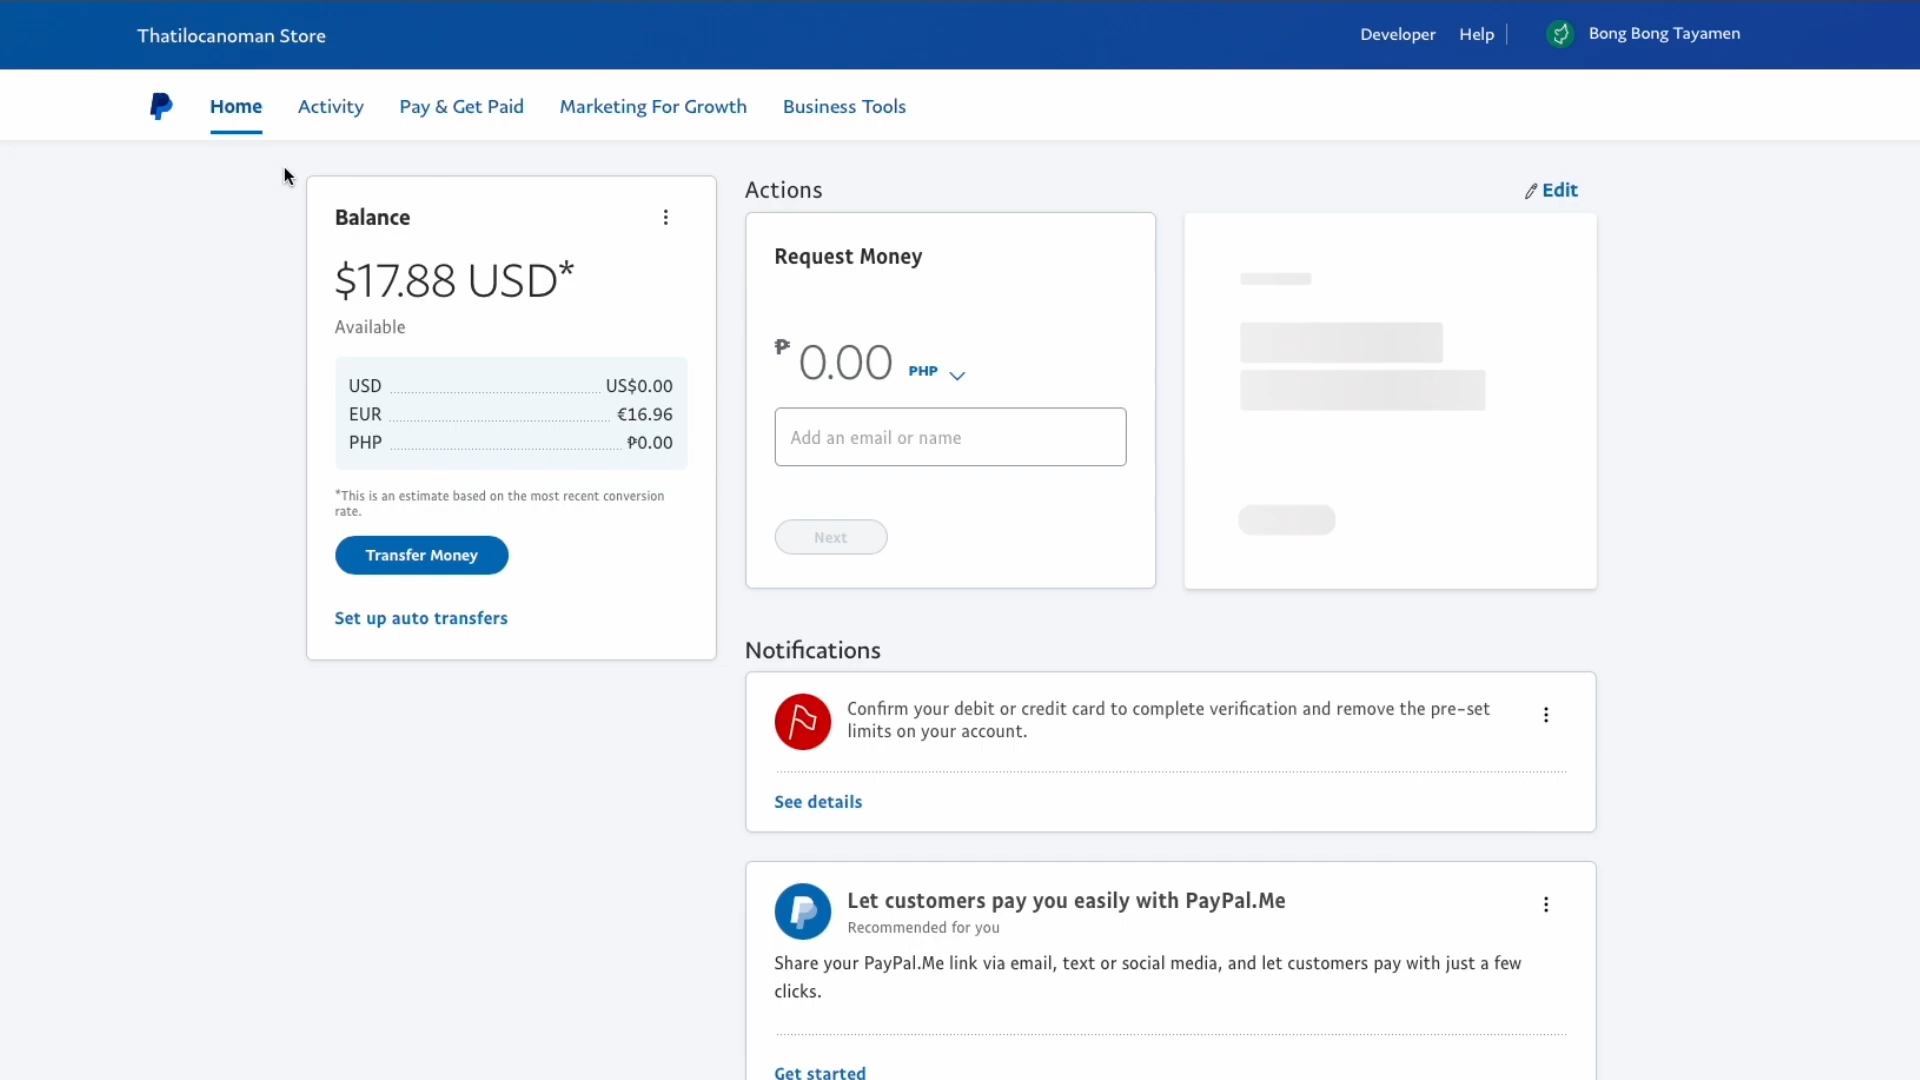 Thatilocanoman Store
Developer
Help
Bong Bong Tayamen
Home
Activity
Pay & Get Paid
Marketing For Growth
Business Tools
Balance
$17.88 USD*
Available
USD US$0.00
EUR €16.96
PHP ₱0.00
*This is an estimate based on the most recent conversion
rate.
Transfer Money
Set up auto transfers
Actions
Edit
Request Money
₱ 0.00 PHP
Add an email or name
Next
Notifications
Confirm your debit or credit card to complete verification and remove the pre-set
limits on your account.
See details
Let customers pay you easily with PayPal.Me
Recommended for you
Share your PayPal.Me link via email, text or social media, and let customers pay with just a few
clicks.
Get started